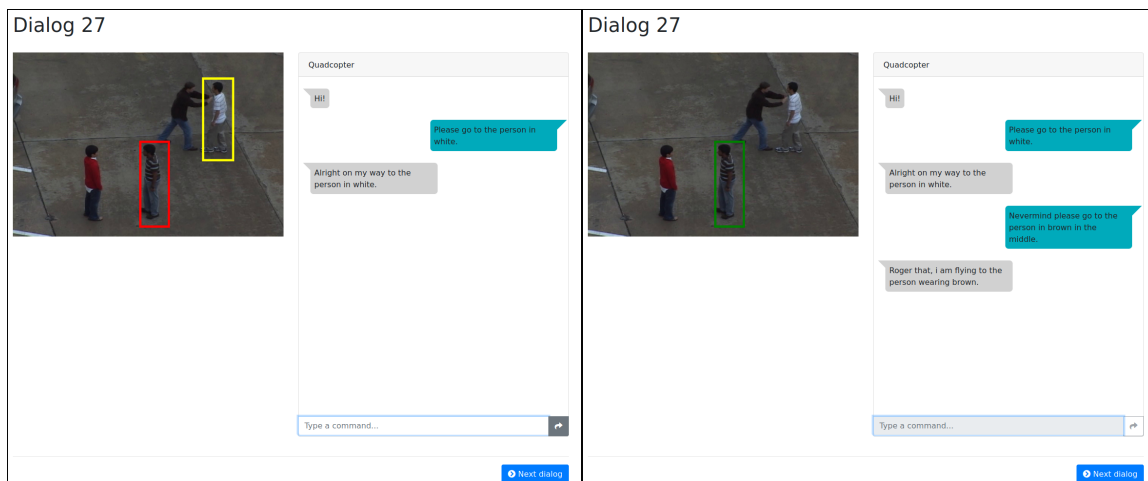 Dialog 27
Quadcopter
Hi!
Please go to the person in
white.
Alright on my way to the
person in white.
Type a command...
Next dialog
Dialog 27
Quadcopter
Hi!
Please go to the person in
white.
Alright on my way to the
person in white.
Nevermind please go to the
person in brown in the
middle.
Roger that, i am flying to the
person wearing brown.
Type a command...
Next dialog